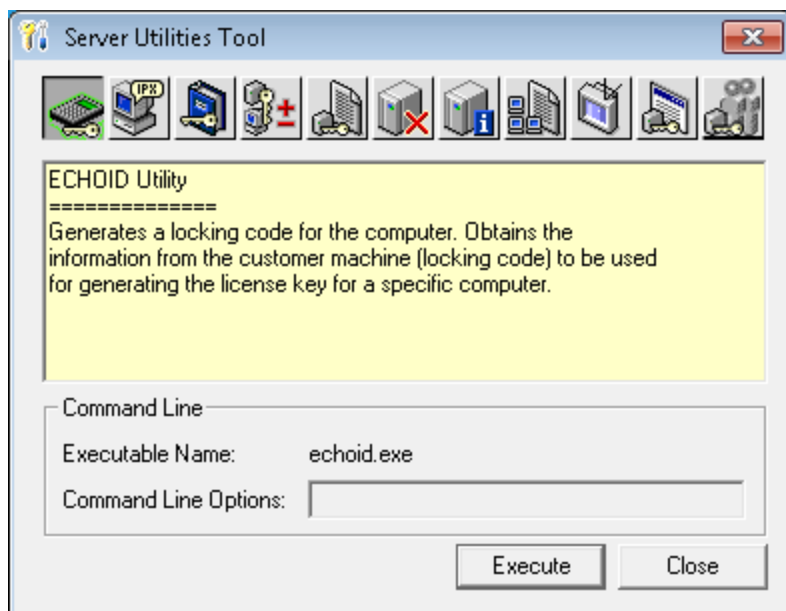 Server Utilities Tool
IPX
ECHOID Utility
==============
Generates a locking code for the computer. Obtains the
information from the customer machine (locking code) to be used
for generating the license key for a specific computer.
Command Line
Executable Name: echoid.exe
Command Line Options:
Execute Close